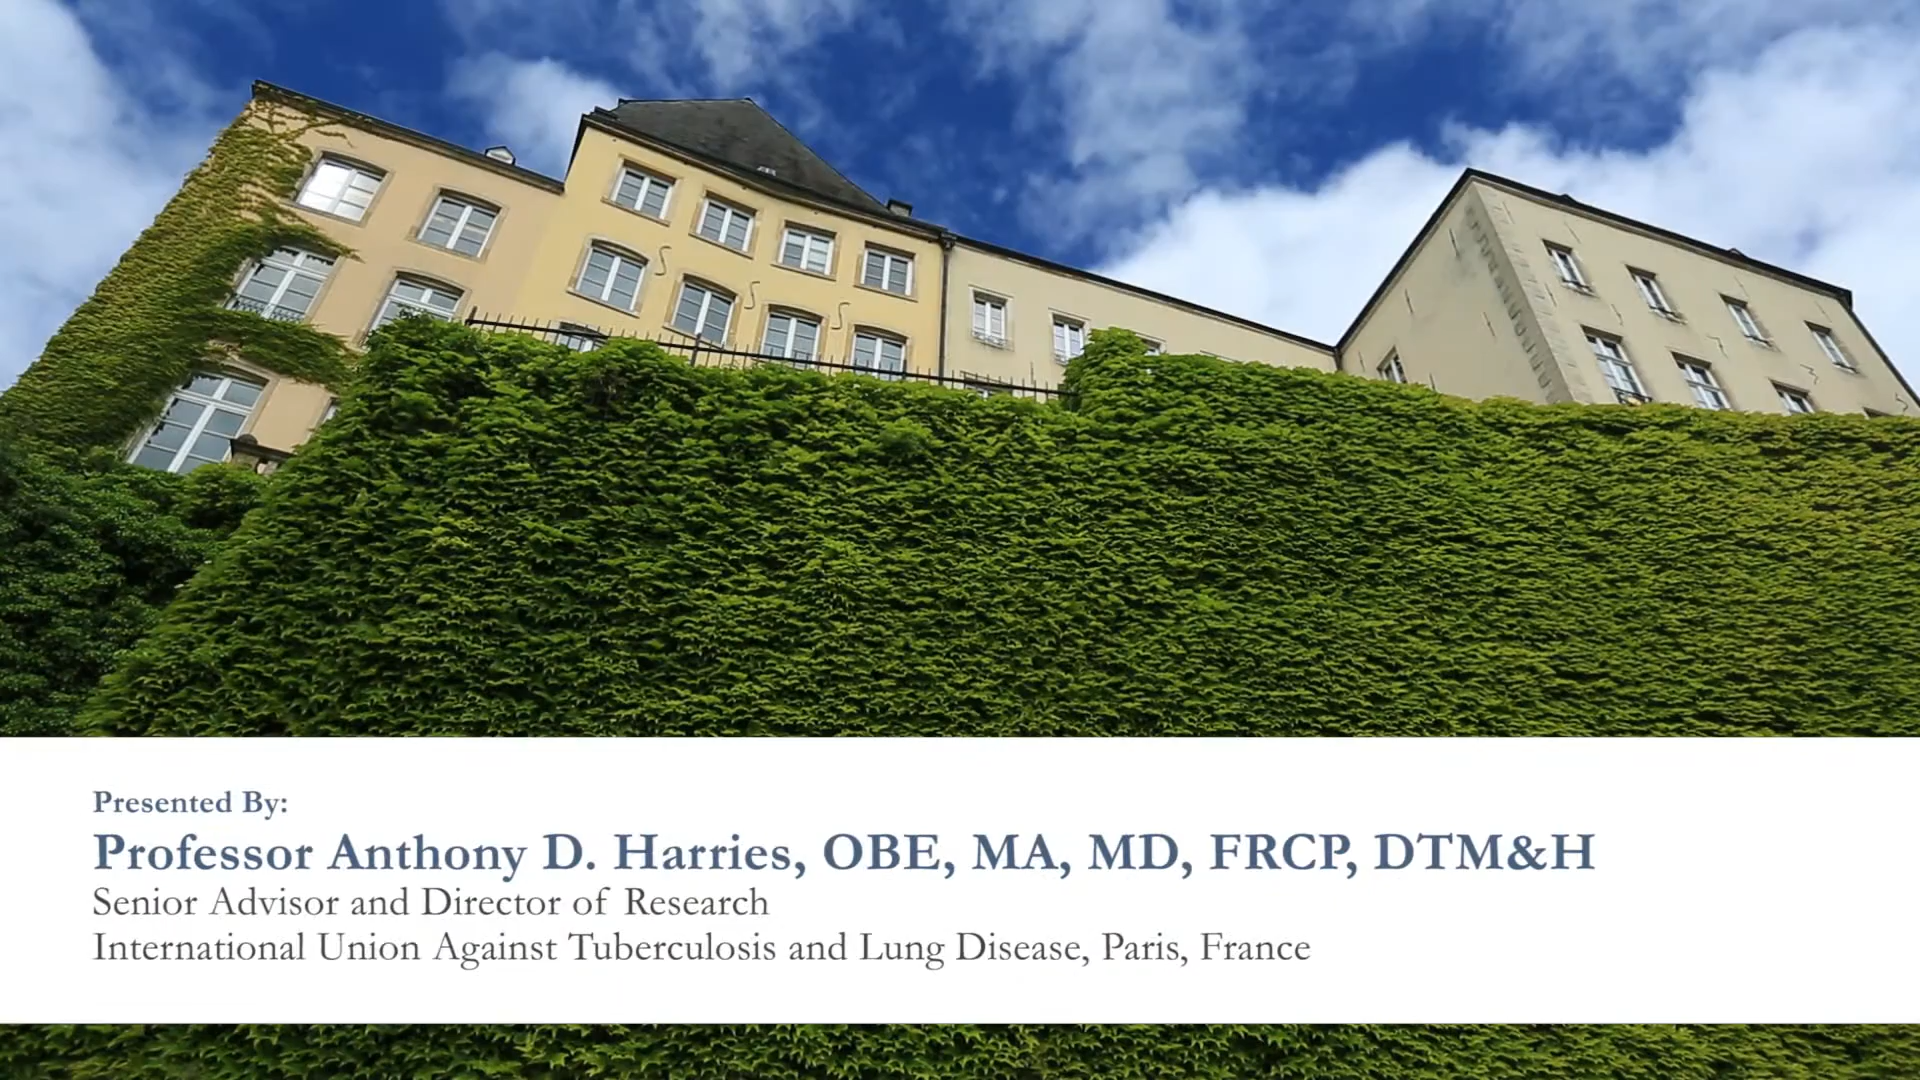 Presented By:
Professor Anthony D. Harries, OBE, MA, MD, FRCP, DTM&H
Senior Advisor and Director of Research
International Union Against Tuberculosis and Lung Disease, Paris, France